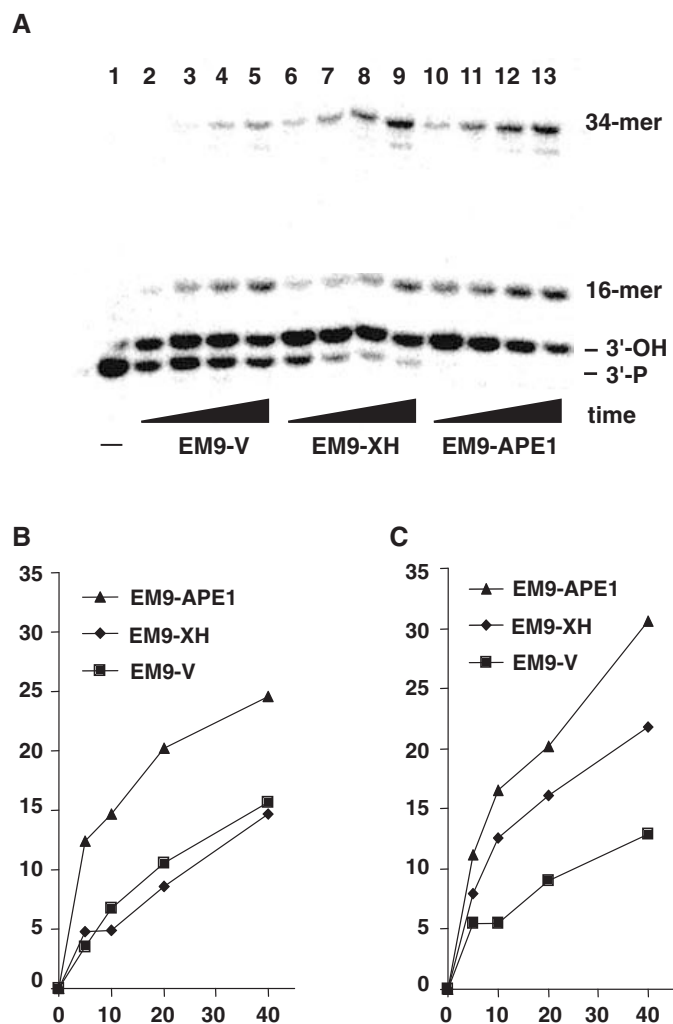 A
1 2 3 4 5 6 7 8 9 10 11 12 13
34-mer
16-mer
– 3'-OH
– 3'-P
time
— EM9-V EM9-XH EM9-APE1
B
35
30
25
20
15
10
5
0
0 10 20 30 40
EM9-APE1
EM9-XH
EM9-V
C
35
30
25
20
15
10
5
0
0 10 20 30 40
EM9-APE1
EM9-XH
EM9-V